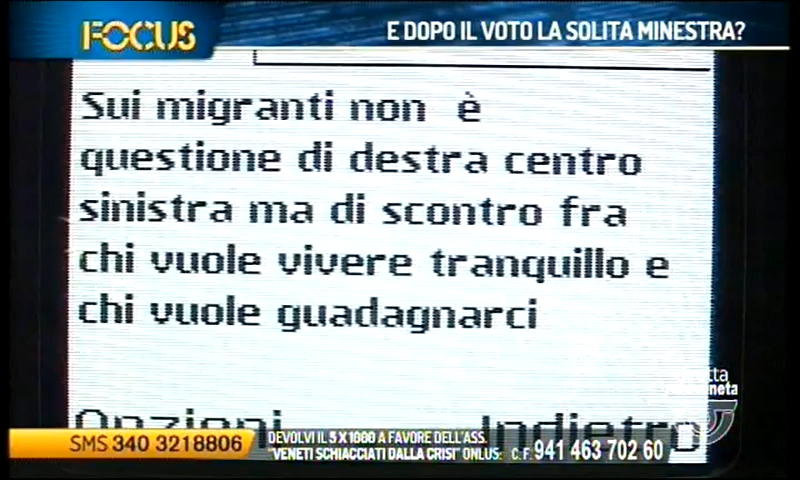 FOCUS
E DOPO IL VOTO LA SOLITA MINESTRA?
Sui migranti non è
questione di destra centro
sinistra ma di scontro fra
chi vuole vivere tranquillo e
chi vuole guadagnarci
Opzioni Indietro
SMS 340 3218806
DEVOLVI IL 5 X 1000 A FAVORE DELL'ASS.
"VENETI SCHIACCIATI DALLA CRISI" ONLUS: C.F. 941 463 702 60